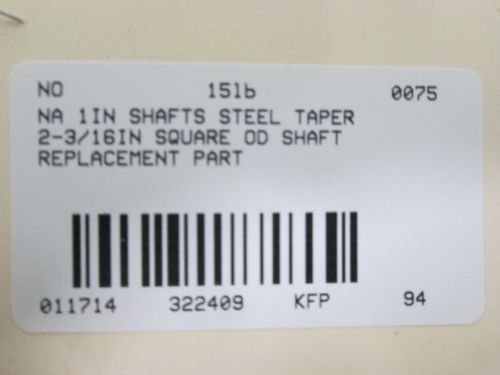 NO 151b 0075
NA 1IN SHAFTS STEEL TAPER
2-3/16IN SQUARE OD SHAFT
REPLACEMENT PART
011714 322409 KFP 94